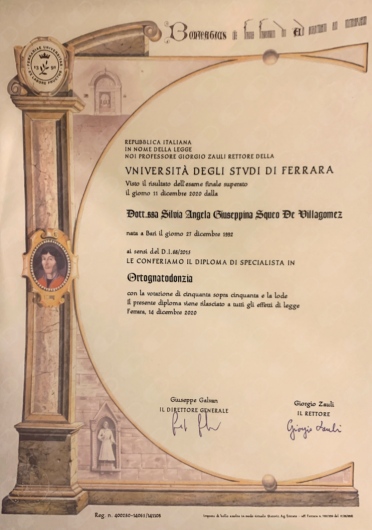 REPUBBLICA ITALIANA
IN NOME DELLA LEGGE
NOI PROFESSORE GIORGIO ZAULI RETTORE DELLA
VNIVERSITÀ DEGLI STVDI DI FERRARA
Visto il risultato dell'esame finale superato
il giorno 11 dicembre 2020 dalla
Dott.ssa Silvia Angela Giuseppina Squeo De Villagomez
nata a Bari il giorno 27 dicembre
ai sensi del D.I.
LE CONFERIAMO IL DIPLOMA DI SPECIALISTA IN
Ortognatodonzia
con la votazione di cinquanta sopra cinquanta e la lode
Il presente diploma viene rilasciato a tutti gli effetti di legge
Ferrara, 14 dicembre 2020
Giuseppe Galvan
IL DIRETTORE GENERALE
Giorgio Zauli
IL RETTORE
Giorgio Zauli
Reg. n.